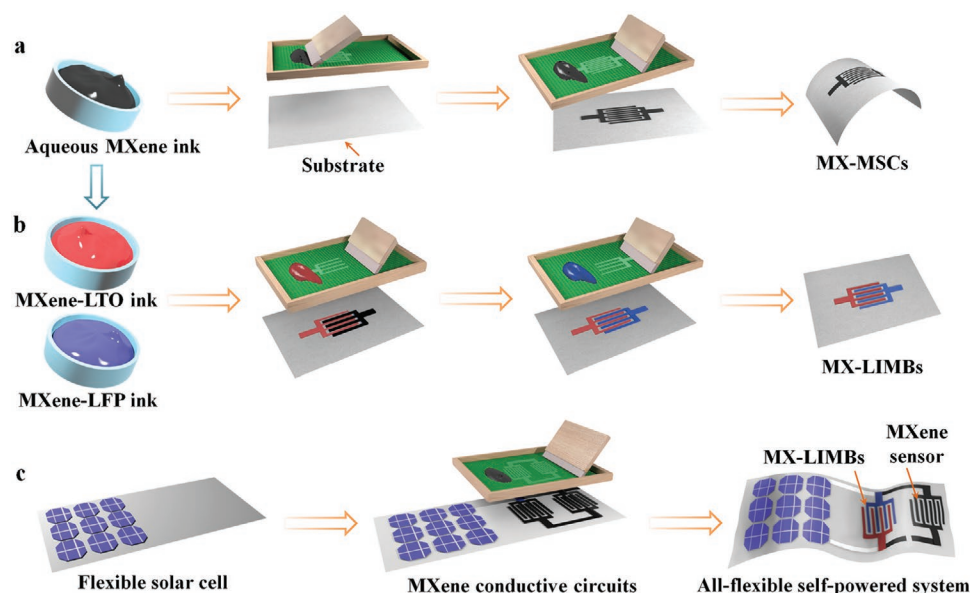 a
Aqueous MXene ink
Substrate
MX-MSCs
b
MXene-LTO ink
MXene-LFP ink
MX-LIMBs
c
MX-LIMBs
MXene
sensor
Flexible solar cell
MXene conductive circuits
All-flexible self-powered system